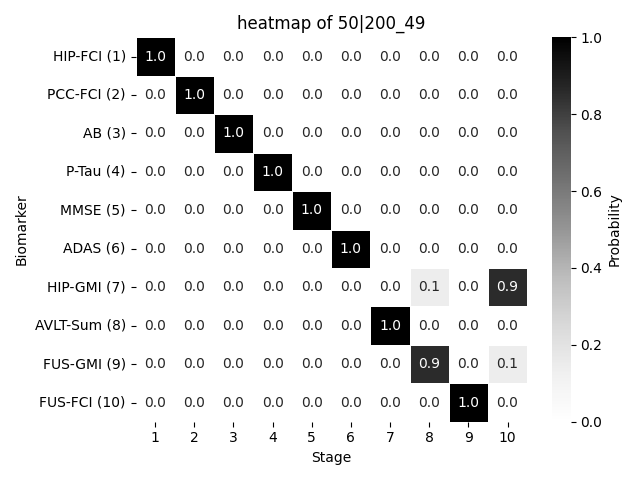 heatmap of 50|200_49
HIP-FCI (1) 1.0 0.0 0.0 0.0 0.0 0.0 0.0 0.0 0.0 0.0
PCC-FCI (2) 0.0 1.0 0.0 0.0 0.0 0.0 0.0 0.0 0.0 0.0
AB (3) 0.0 0.0 1.0 0.0 0.0 0.0 0.0 0.0 0.0 0.0
P-Tau (4) 0.0 0.0 0.0 1.0 0.0 0.0 0.0 0.0 0.0 0.0
MMSE (5) 0.0 0.0 0.0 0.0 1.0 0.0 0.0 0.0 0.0 0.0
ADAS (6) 0.0 0.0 0.0 0.0 0.0 1.0 0.0 0.0 0.0 0.0
HIP-GMI (7) 0.0 0.0 0.0 0.0 0.0 0.0 0.0 0.1 0.0 0.9
AVLT-Sum (8) 0.0 0.0 0.0 0.0 0.0 0.0 1.0 0.0 0.0 0.0
FUS-GMI (9) 0.0 0.0 0.0 0.0 0.0 0.0 0.0 0.9 0.0 0.1
FUS-FCI (10) 0.0 0.0 0.0 0.0 0.0 0.0 0.0 0.0 1.0 0.0
1 2 3 4 5 6 7 8 9 10
Stage
Biomarker
1.0
0.8
0.6
0.4
0.2
0.0
Probability